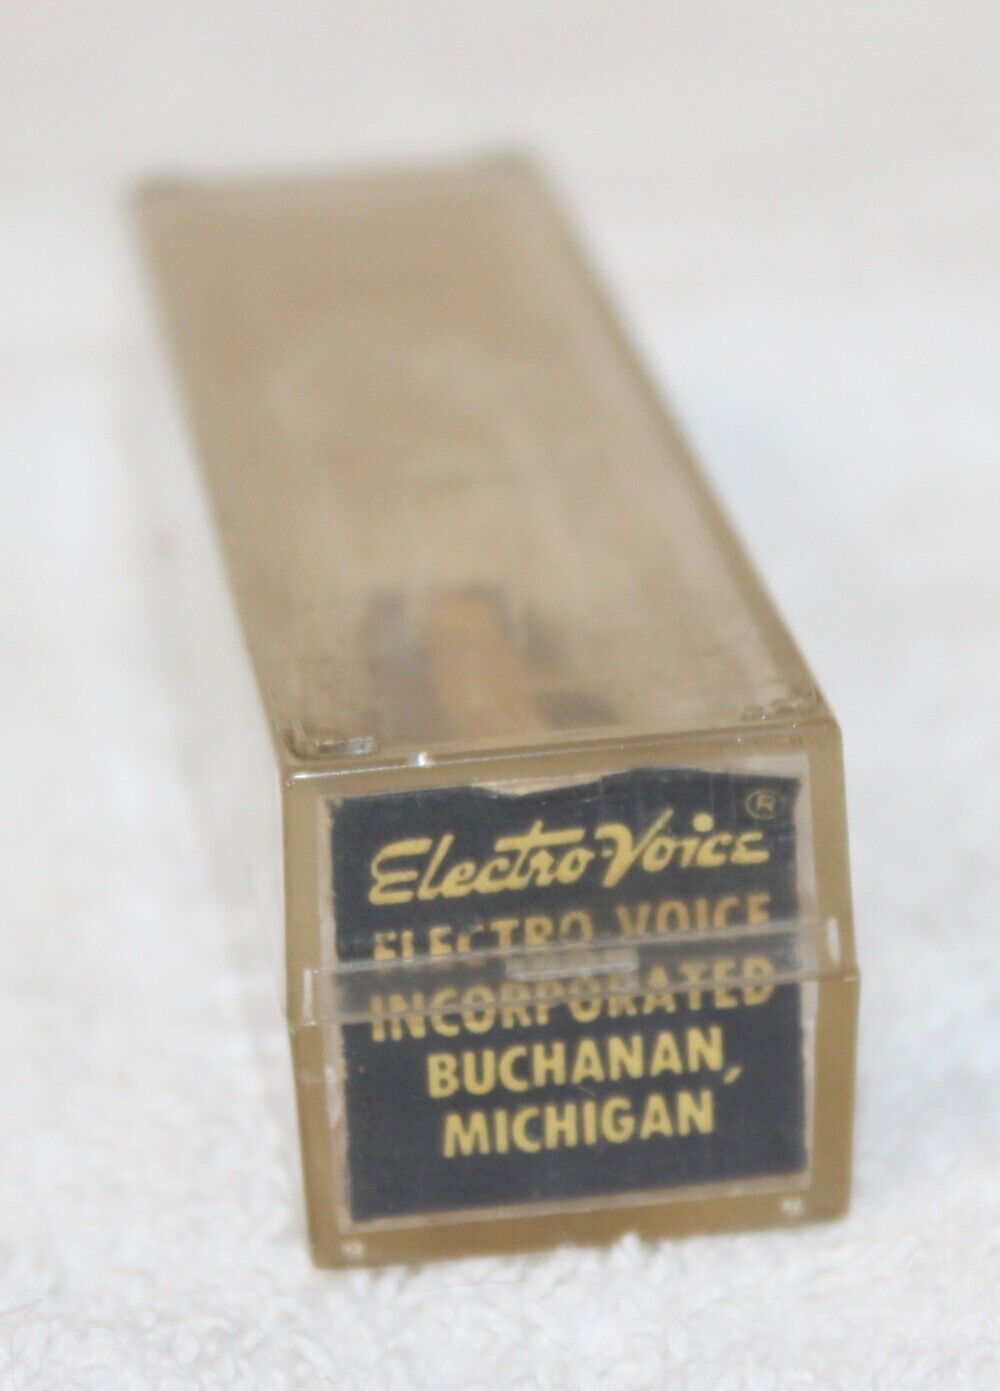 Electro-Voice ®
ELECTRO-VOICE
INCORPORATED
BUCHANAN,
MICHIGAN